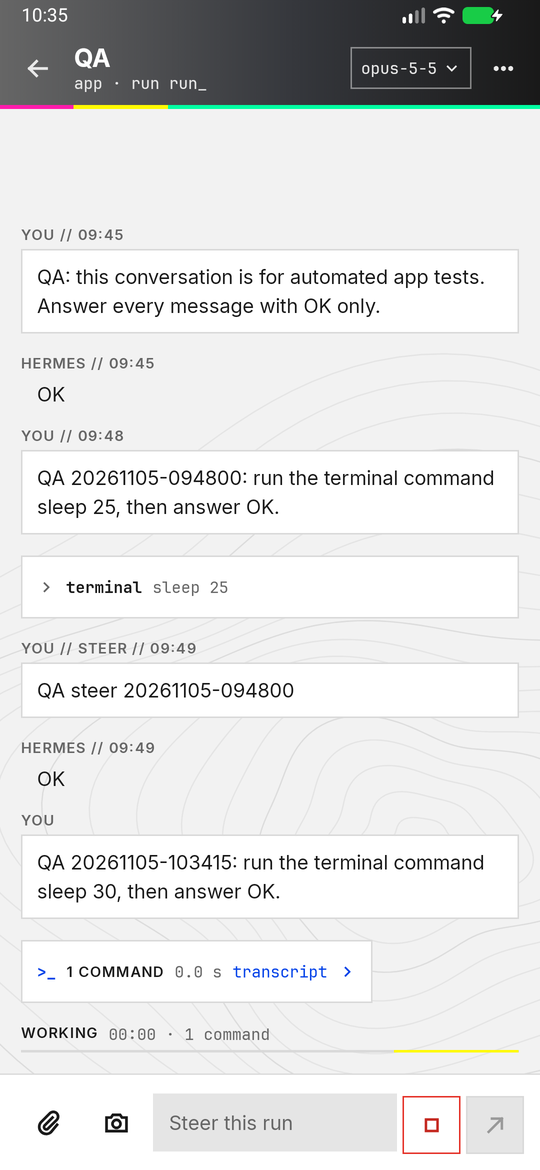 10:35
QA
app · run run_
opus-5-5
YOU // 09:45
QA: this conversation is for automated app tests.
Answer every message with OK only.
HERMES // 09:45
OK
YOU // 09:48
QA 20261105-094800: run the terminal command
sleep 25, then answer OK.
> terminal sleep 25
YOU // STEER // 09:49
QA steer 20261105-094800
HERMES // 09:49
OK
YOU
QA 20261105-103415: run the terminal command
sleep 30, then answer OK.
>_ 1 COMMAND 0.0 s transcript >
WORKING 00:00 · 1 command
Steer this run